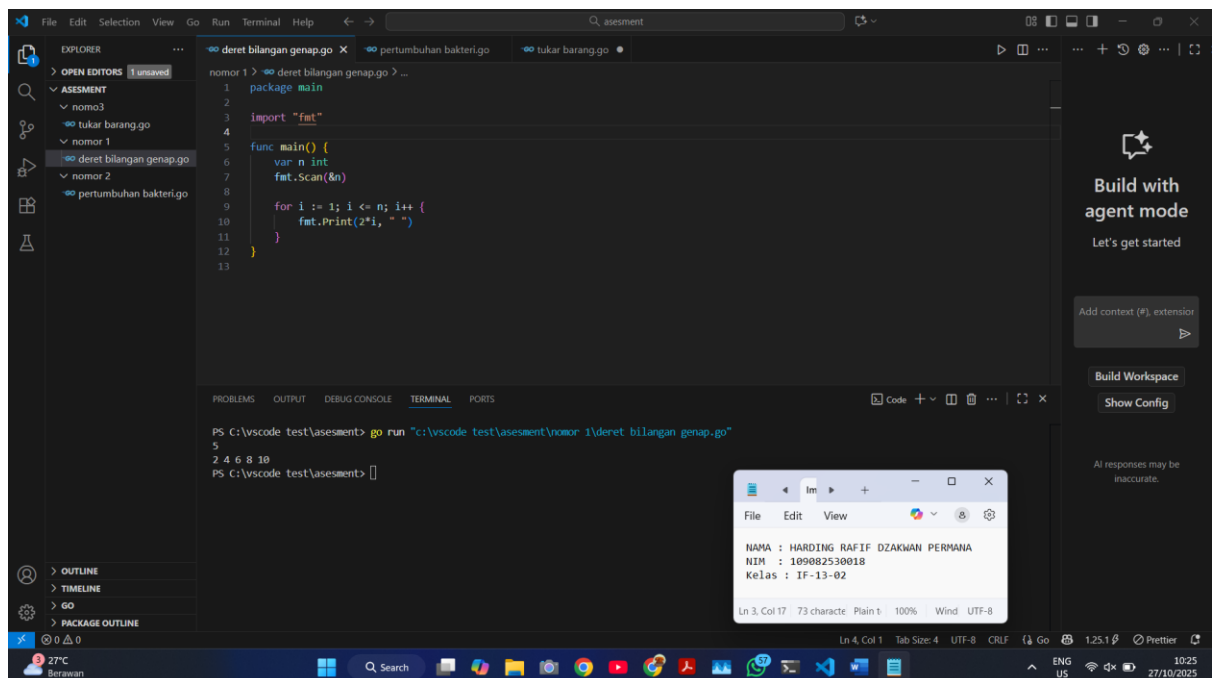 File Edit Selection View Go Run Terminal Help
asesment
EXPLORER
OPEN EDITORS 1 unsaved
ASESMENT
nomo3
tukar barang.go
nomor 1
deret bilangan genap.go
nomor 2
pertumbuhan bakteri.go
OUTLINE
TIMELINE
GO
PACKAGE OUTLINE
deret bilangan genap.go pertumbuhan bakteri.go tukar barang.go
nomor 1 > deret bilangan genap.go > ...
1 package main
2
3 import "fmt"
4
5 func main() {
6 var n int
7 fmt.Scan(&n)
8
9 for i := 1; i <= n; i++ {
10 fmt.Print(2*i, " ")
11 }
12 }
13
PROBLEMS OUTPUT DEBUG CONSOLE TERMINAL PORTS
Code
PS C:\vscode test\asesment> go run "c:\vscode test\asesment\nomor 1\deret bilangan genap.go"
5
2 4 6 8 10
PS C:\vscode test\asesment>
Build with
agent mode
Let's get started
Add context (#), extension
Build Workspace
Show Config
AI responses may be
inaccurate.
Im
File Edit View
NAMA : HARDING RAFIF DZAKWAN PERMANA
NIM : 109082530018
Kelas : IF-13-02
Ln 3, Col 17 73 characte Plain t 100% Wind UTF-8
0 0 Ln 4, Col 1 Tab Size: 4 UTF-8 CRLF Go 1.25.1 Prettier
3 27°C
Berawan
Search
57
ENG
US
10:25
27/10/2025